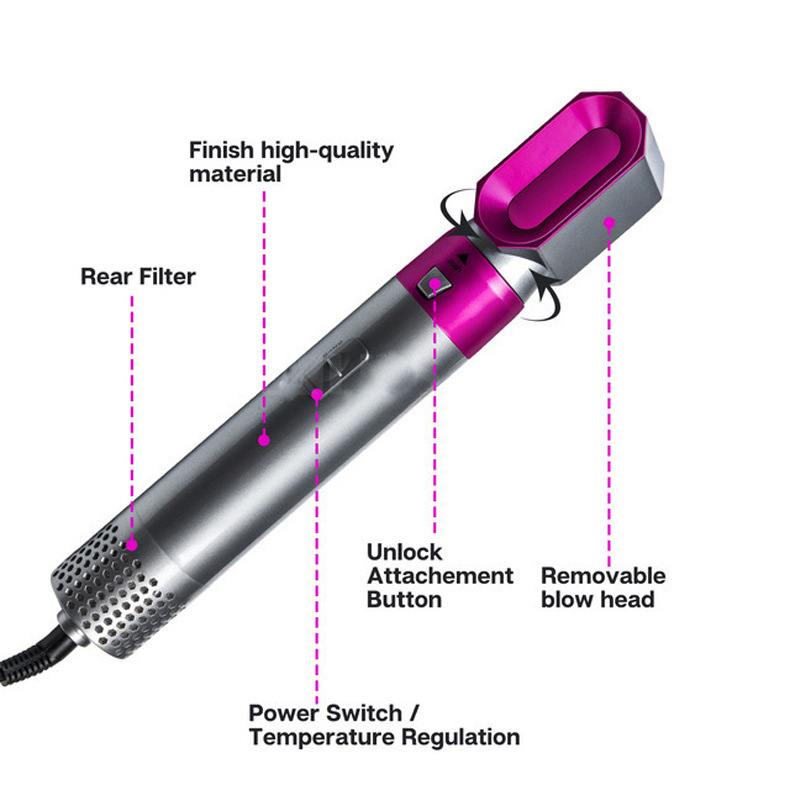 Finish high-quality
material
Rear Filter
Unlock
Attachement
Button
Removable
blow head
Power Switch /
Temperature Regulation